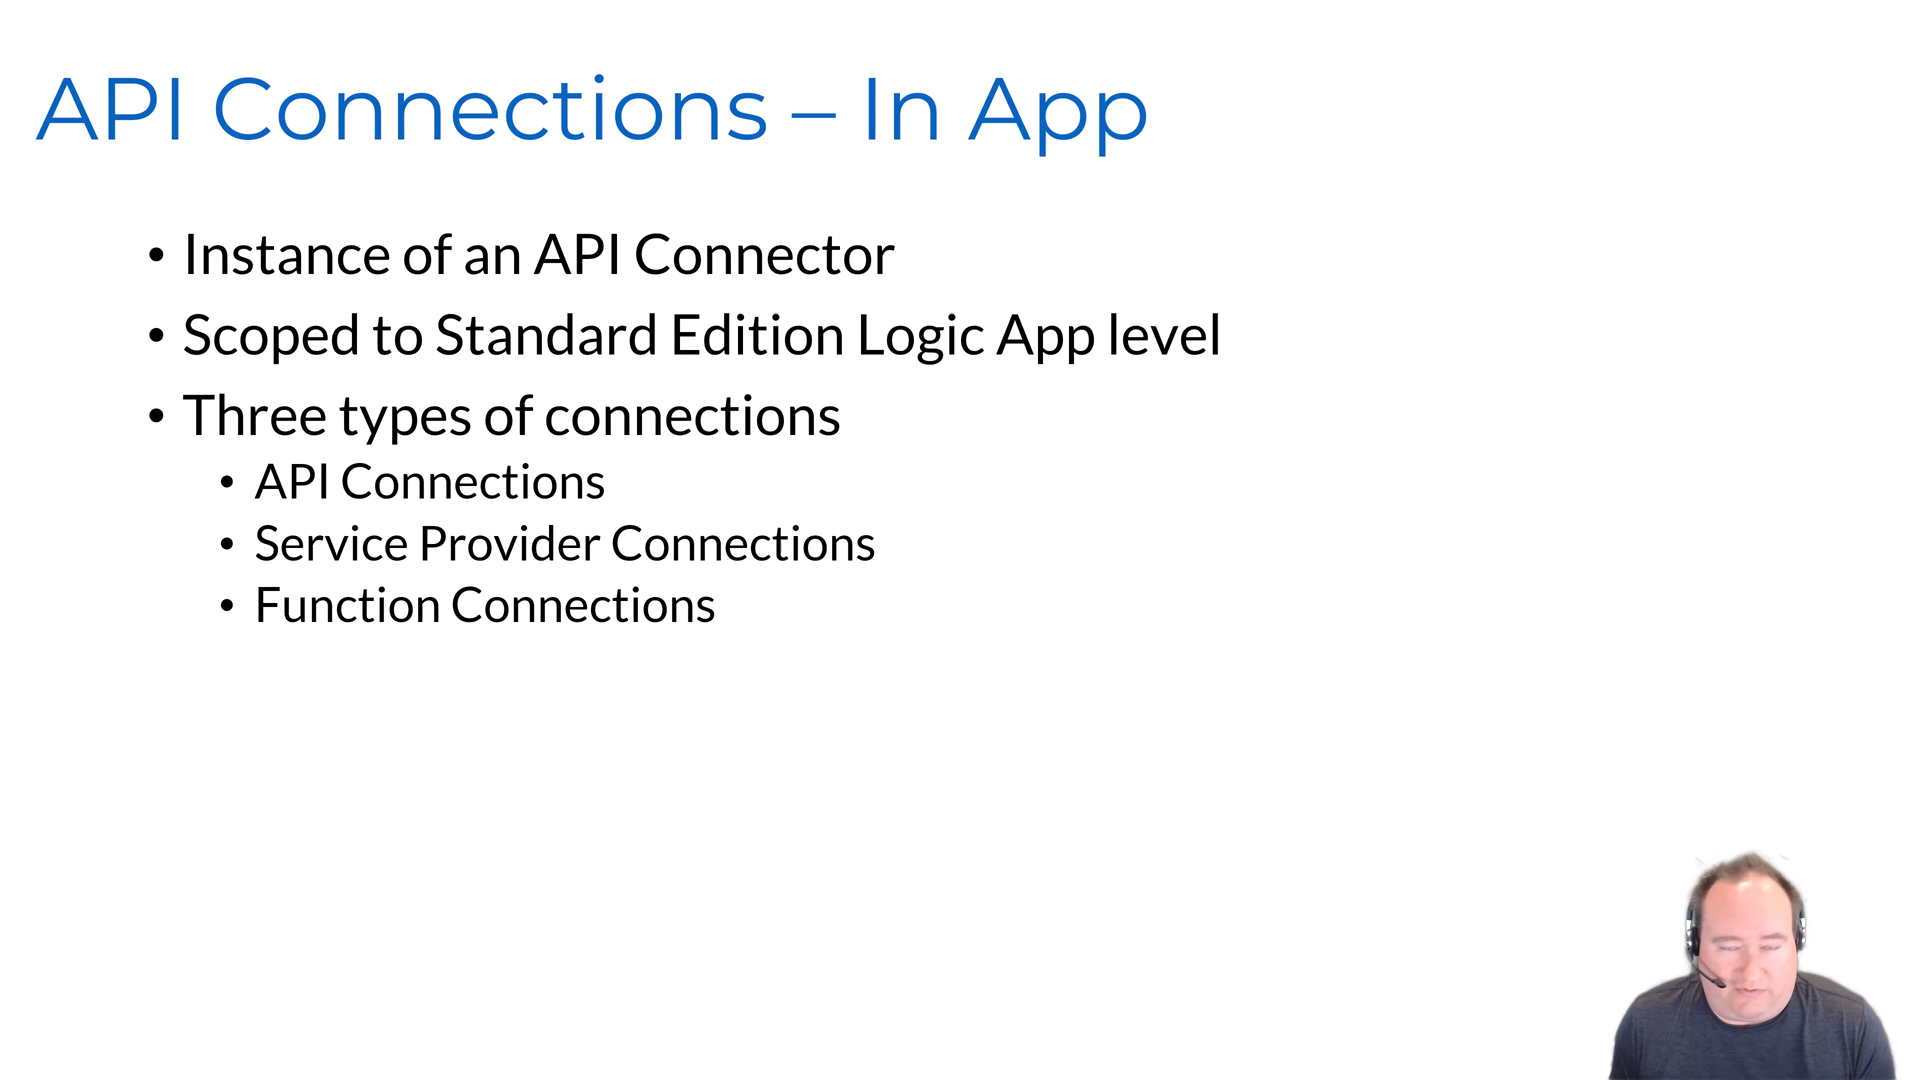 API Connections – In App
• Instance of an API Connector
• Scoped to Standard Edition Logic App level
• Three types of connections
• API Connections
• Service Provider Connections
• Function Connections